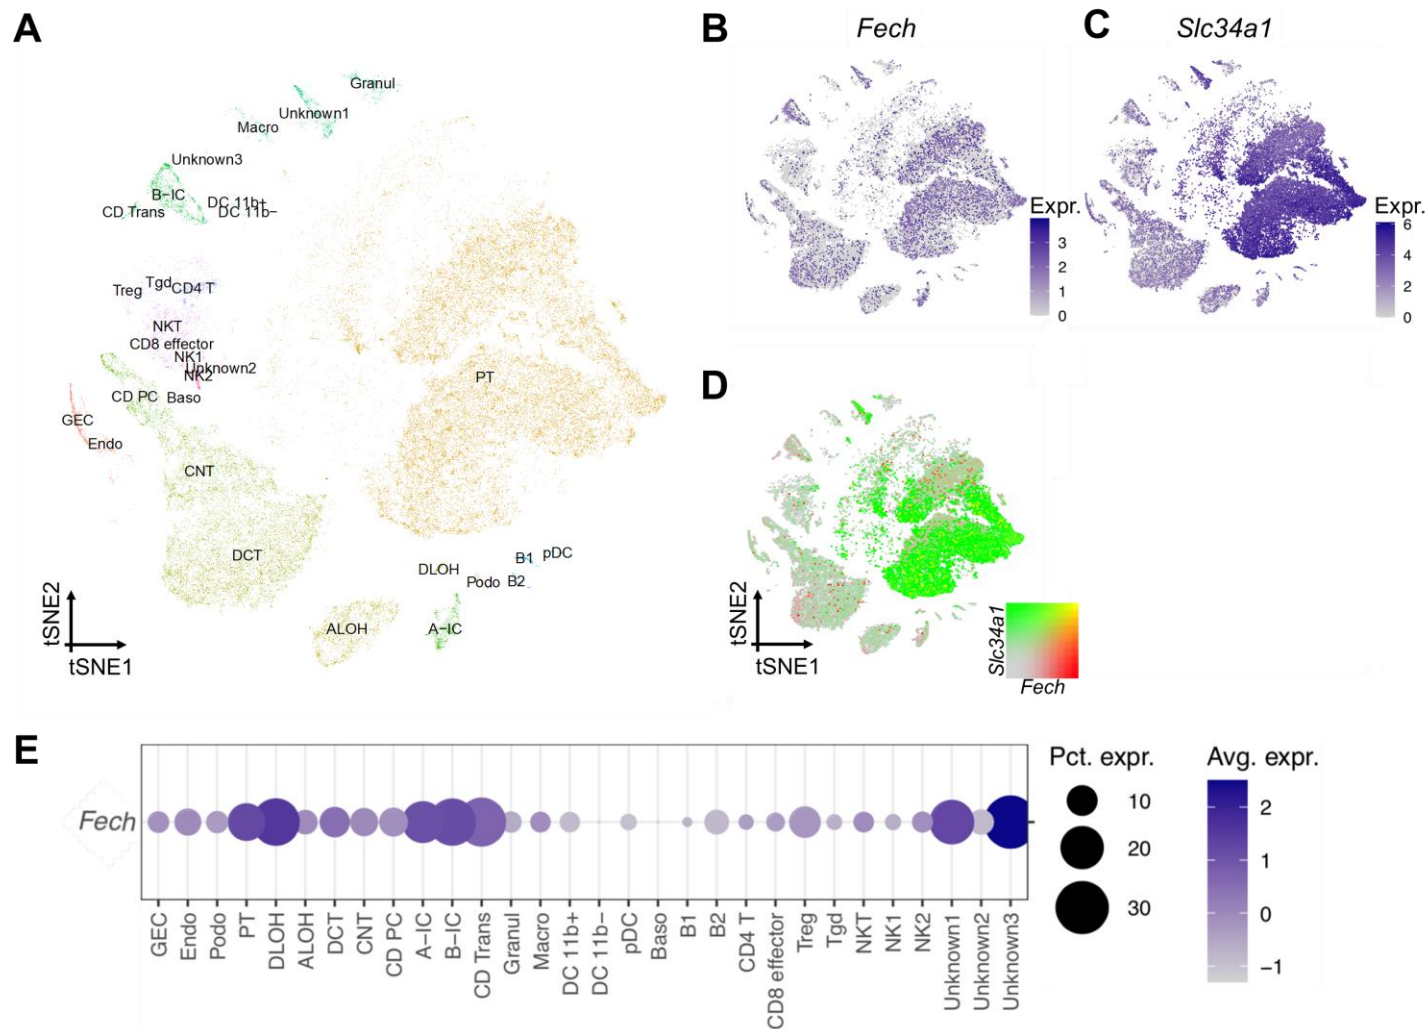 A
Granul
Unknown1
Macro
Unknown3
B-IC
DC 11b+
CD Trans
DC 11b-
Treg
Tgd
CD4 T
NKT
CD8 effector
NK1
Unknown2
NK2
CD PC
Baso
GEC
Endo
CNT
PT
DCT
DLOH
B1
pDC
Podo
B2
ALOH
A-IC
tSNE2
tSNE1
B
Fech
Expr.
3
2
1
0
C
Slc34a1
Expr.
6
4
2
0
D
tSNE2
tSNE1
Slc34a1
Fech
E
Fech
GEC
Endo
Podo
PT
DLOH
ALOH
DCT
CNT
CD PC
A-IC
B-IC
CD Trans
Granul
Macro
DC 11b+
DC 11b-
pDC
Baso
B1
B2
CD4 T
CD8 effector
Treg
Tgd
NKT
NK1
NK2
Unknown1
Unknown2
Unknown3
Pct. expr.
10
20
30
Avg. expr.
2
1
0
-1